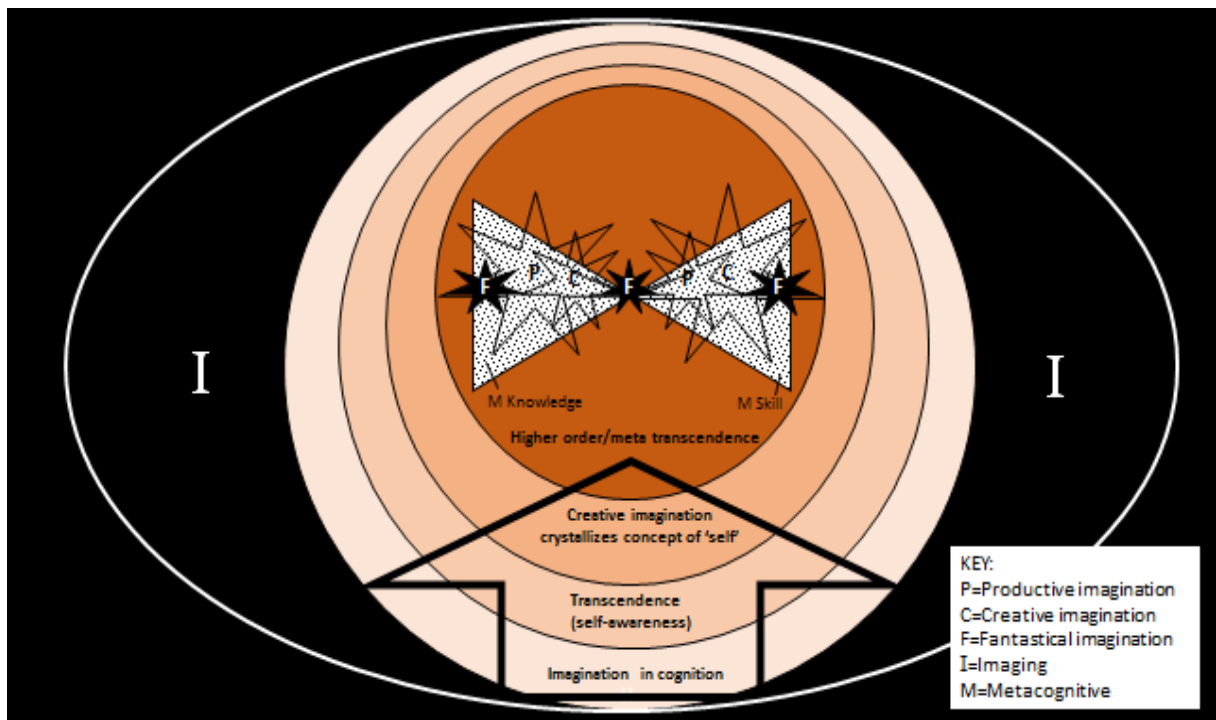 P
C
P
C
F
F
F
I
I
M Knowledge
M Skill
Higher order/meta transcendence
Creative imagination
crystallizes concept of ‘self’
Transcendence
(self-awareness)
Imagination in cognition
KEY:
P=Productive imagination
C=Creative imagination
F=Fantastical imagination
I=Imaging
M=Metacognitive